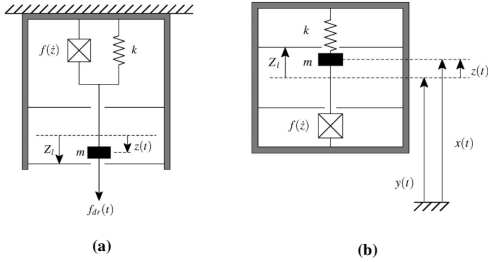 f(ż)
k
Z_l
m
z(t)
f_dr(t)
(a)
k
Z_l
m
z(t)
f(ż)
x(t)
y(t)
(b)